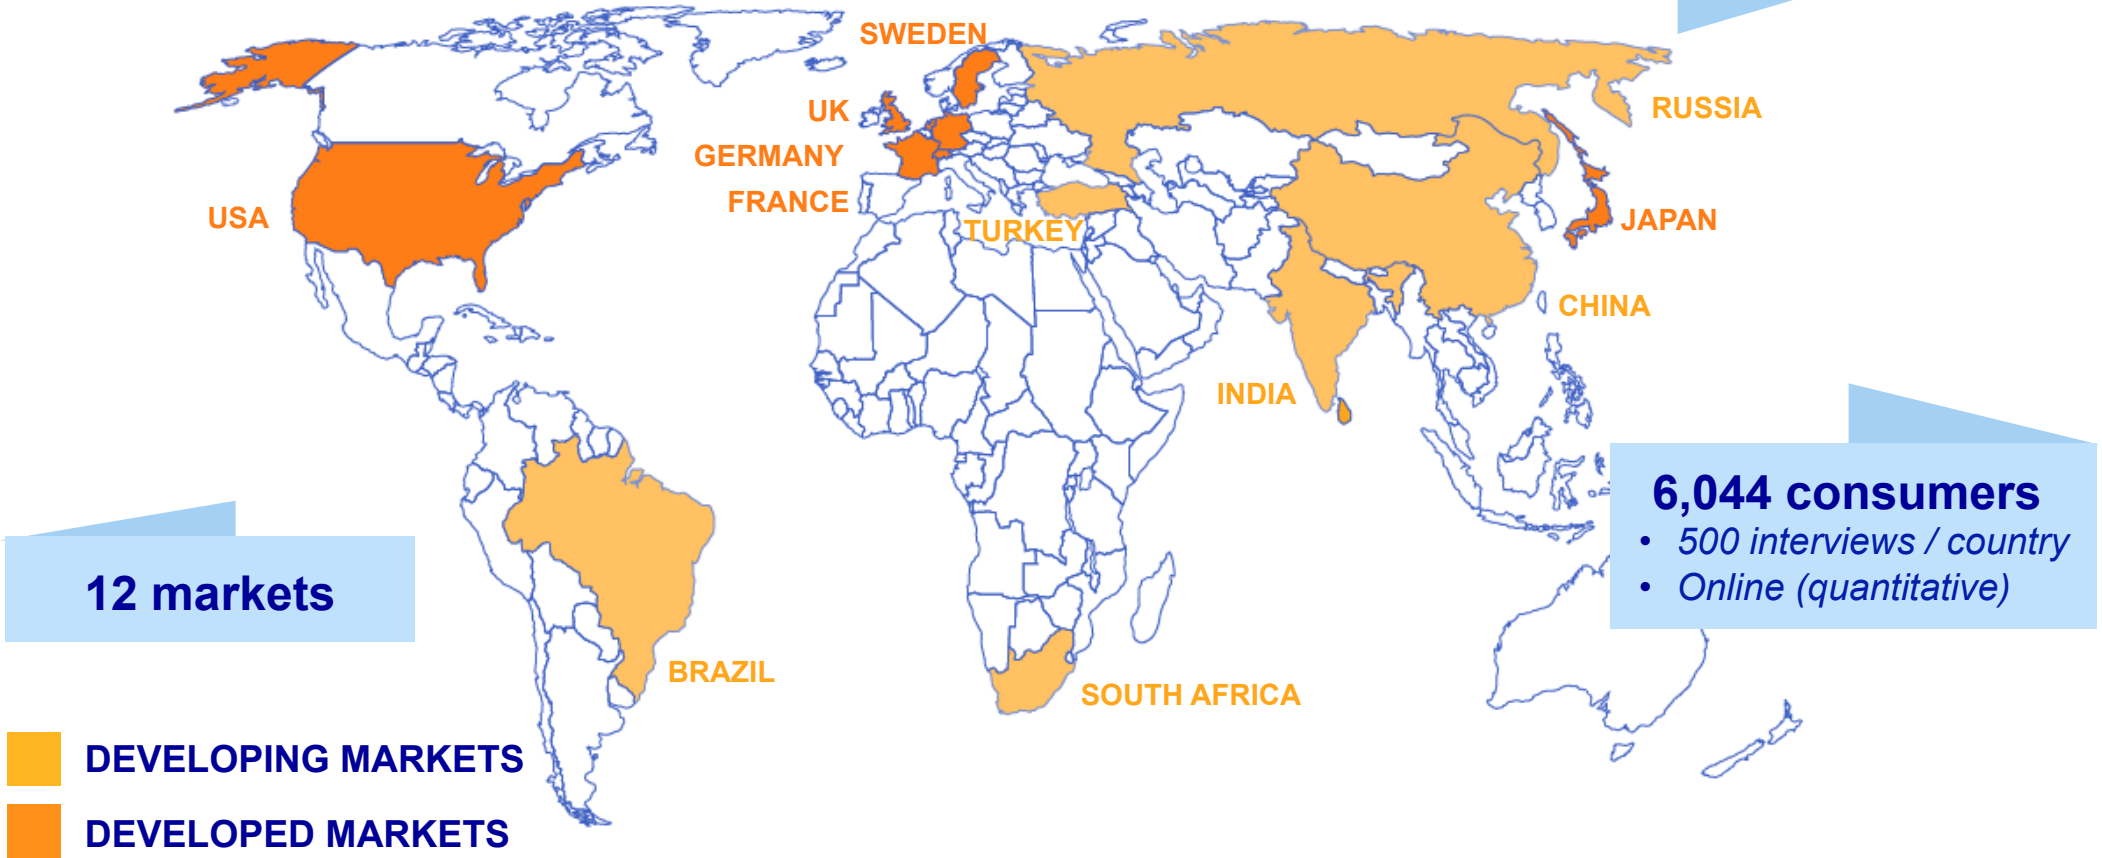 SWEDEN
UK
RUSSIA
GERMANY
FRANCE
USA
TURKEY
JAPAN
CHINA
INDIA
6,044 consumers
• 500 interviews / country
• Online (quantitative)
12 markets
BRAZIL
SOUTH AFRICA
DEVELOPING MARKETS
DEVELOPED MARKETS